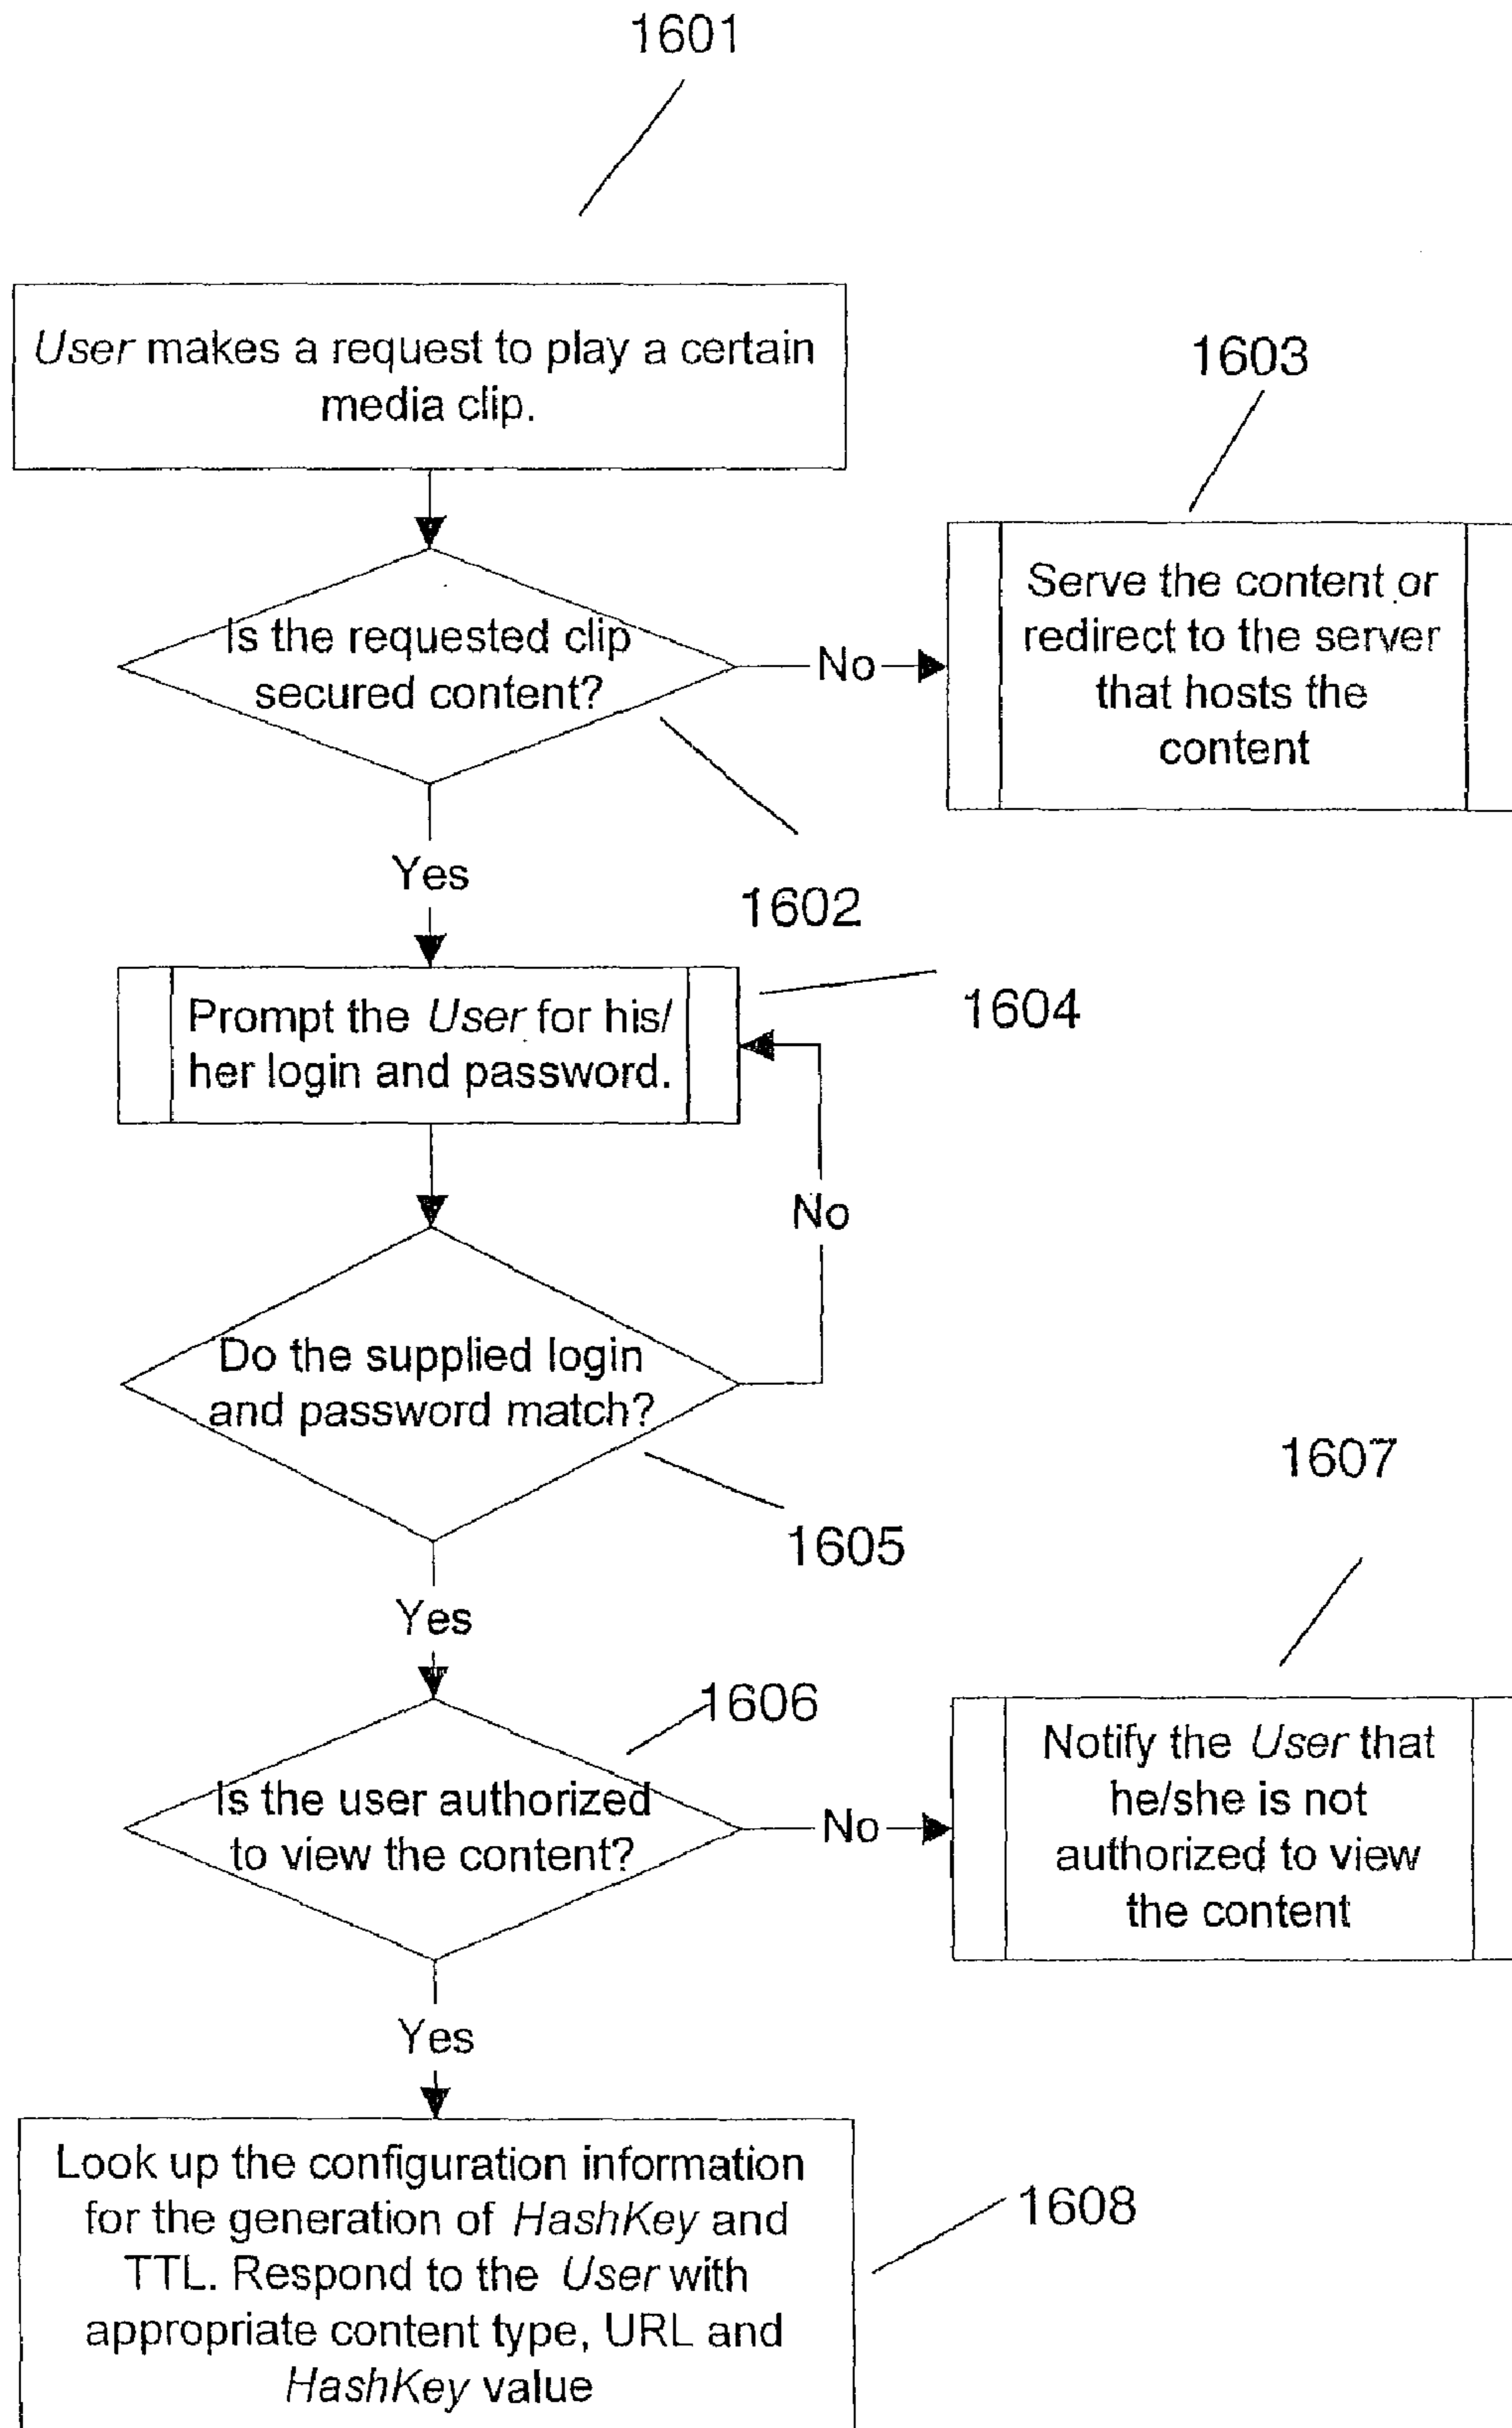 1601
User makes a request to play a certain
media clip.
1603
Serve the content or
redirect to the server
that hosts the
content
Is the requested clip
secured content?
No
Yes
1602
1604
Prompt the User for his/
her login and password.
No
Do the supplied login
and password match?
1605
1607
Yes
1606
Is the user authorized
to view the content?
No
Notify the User that
he/she is not
authorized to view
the content
Yes
Look up the configuration information
for the generation of HashKey and
TTL. Respond to the User with
appropriate content type, URL and
HashKey value
1608